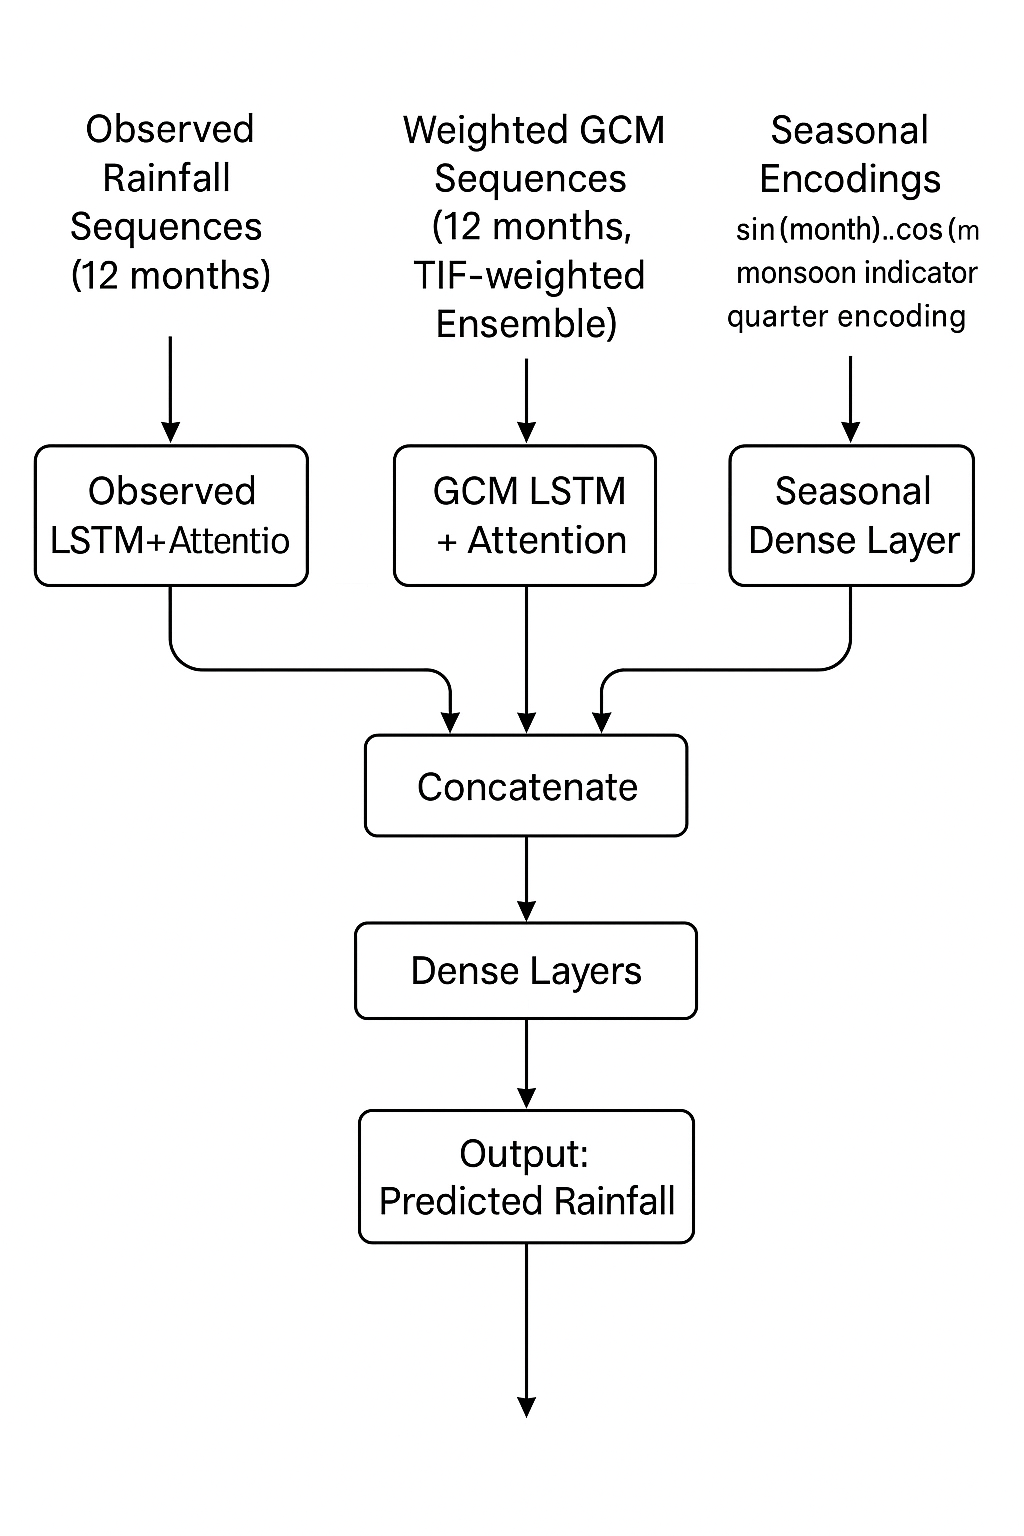 Observed
Rainfall
Sequences
(12 months)
Weighted GCM
Sequences
(12 months,
TIF-weighted
Ensemble)
Seasonal
Encodings
sin(month)..cos(m
monsoon indicator
quarter encoding
Observed
LSTM+Attentio
GCM LSTM
+ Attention
Seasonal
Dense Layer
Concatenate
Dense Layers
Output:
Predicted Rainfall